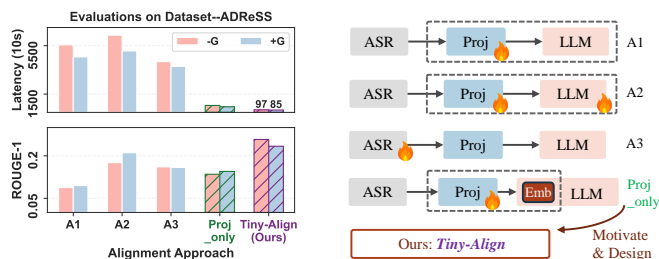 Evaluations on Dataset--ADReSS
Latency (10s)
5500
1500
-G
+G
97 85
ROUGE-1
0.2
0.05
A1
A2
A3
Proj
_only
Tiny-Align
(Ours)
Alignment Approach
ASR
Proj
LLM
A1
ASR
Proj
LLM
A2
ASR
Proj
LLM
A3
ASR
Proj
Emb
LLM
Proj
_only
Ours: Tiny-Align
Motivate
& Design